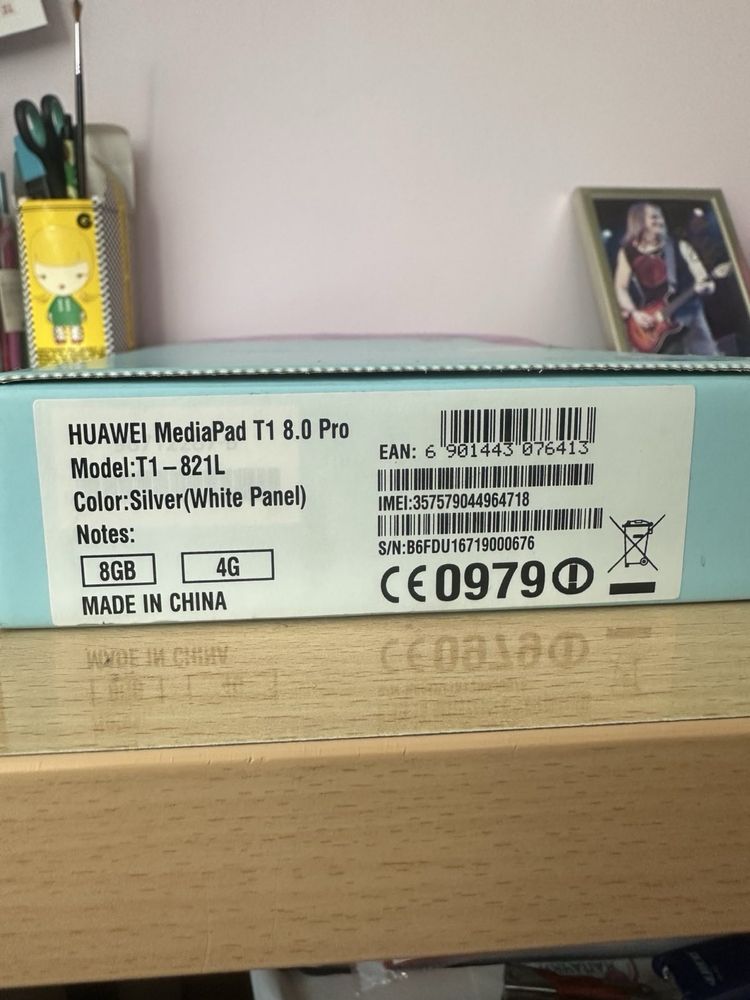 HUAWEI MediaPad T1 8.0 Pro
Model:T1-821L
Color:Silver(White Panel)
Notes:
8GB 4G
MADE IN CHINA
EAN: 6 901443 076413
IMEI:357579044964718
S/N:B6FDU16719000676
CE0979